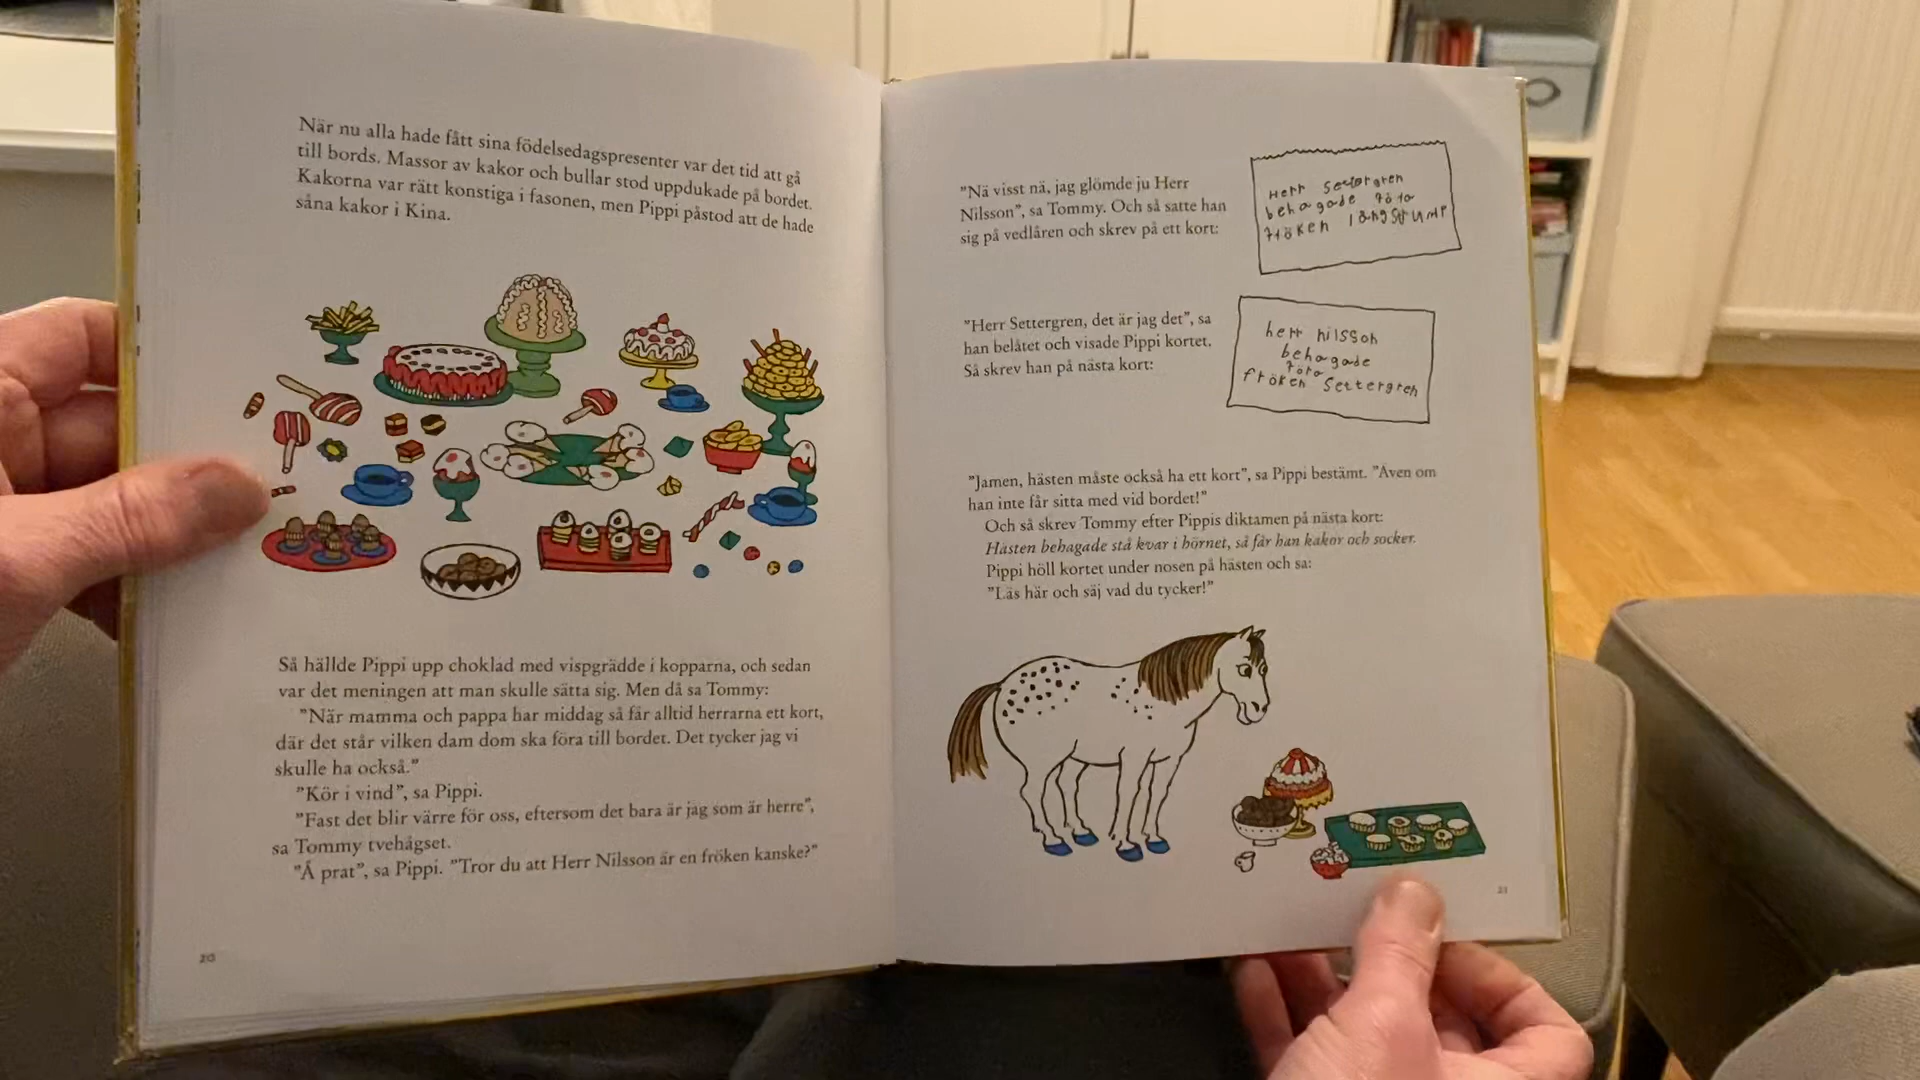 När nu alla hade fått sina födelsedagspresenter var det tid att gå
till bords. Massor av kakor och bullar stod uppdukade på bordet.
Kakorna var rätt konstiga i fasonen, men Pippi påstod att de hade
såna kakor i Kina.
Så hällde Pippi upp choklad med vispgrädde i kopparna, och sedan
var det meningen att man skulle sätta sig. Men då sa Tommy:
”När mamma och pappa har middag så får alltid herrarna ett kort,
där det står vilken dam dom ska föra till bordet. Det tycker jag vi
skulle ha också.”
”Kör i vind”, sa Pippi.
”Fast det blir värre för oss, eftersom det bara är jag som är herre”,
sa Tommy tvehågset.
”Å prat”, sa Pippi. ”Tror du att Herr Nilsson är en fröken kanske?”
20
”Nä visst nä, jag glömde ju Herr
Nilsson”, sa Tommy. Och så satte han
sig på vedlåren och skrev på ett kort:
Herr Settergren
behagade föra
fröken långstrump
”Herr Settergren, det är jag det”, sa
han belåtet och visade Pippi kortet.
Så skrev han på nästa kort:
herr nilsson
behagade
föra
fröken Settergren
”Jamen, hästen måste också ha ett kort”, sa Pippi bestämt. ”Även om
han inte får sitta med vid bordet!”
Och så skrev Tommy efter Pippis diktamen på nästa kort:
Hästen behagade stå kvar i hörnet, så får han kakor och socker.
Pippi höll kortet under nosen på hästen och sa:
”Läs här och säj vad du tycker!”
21